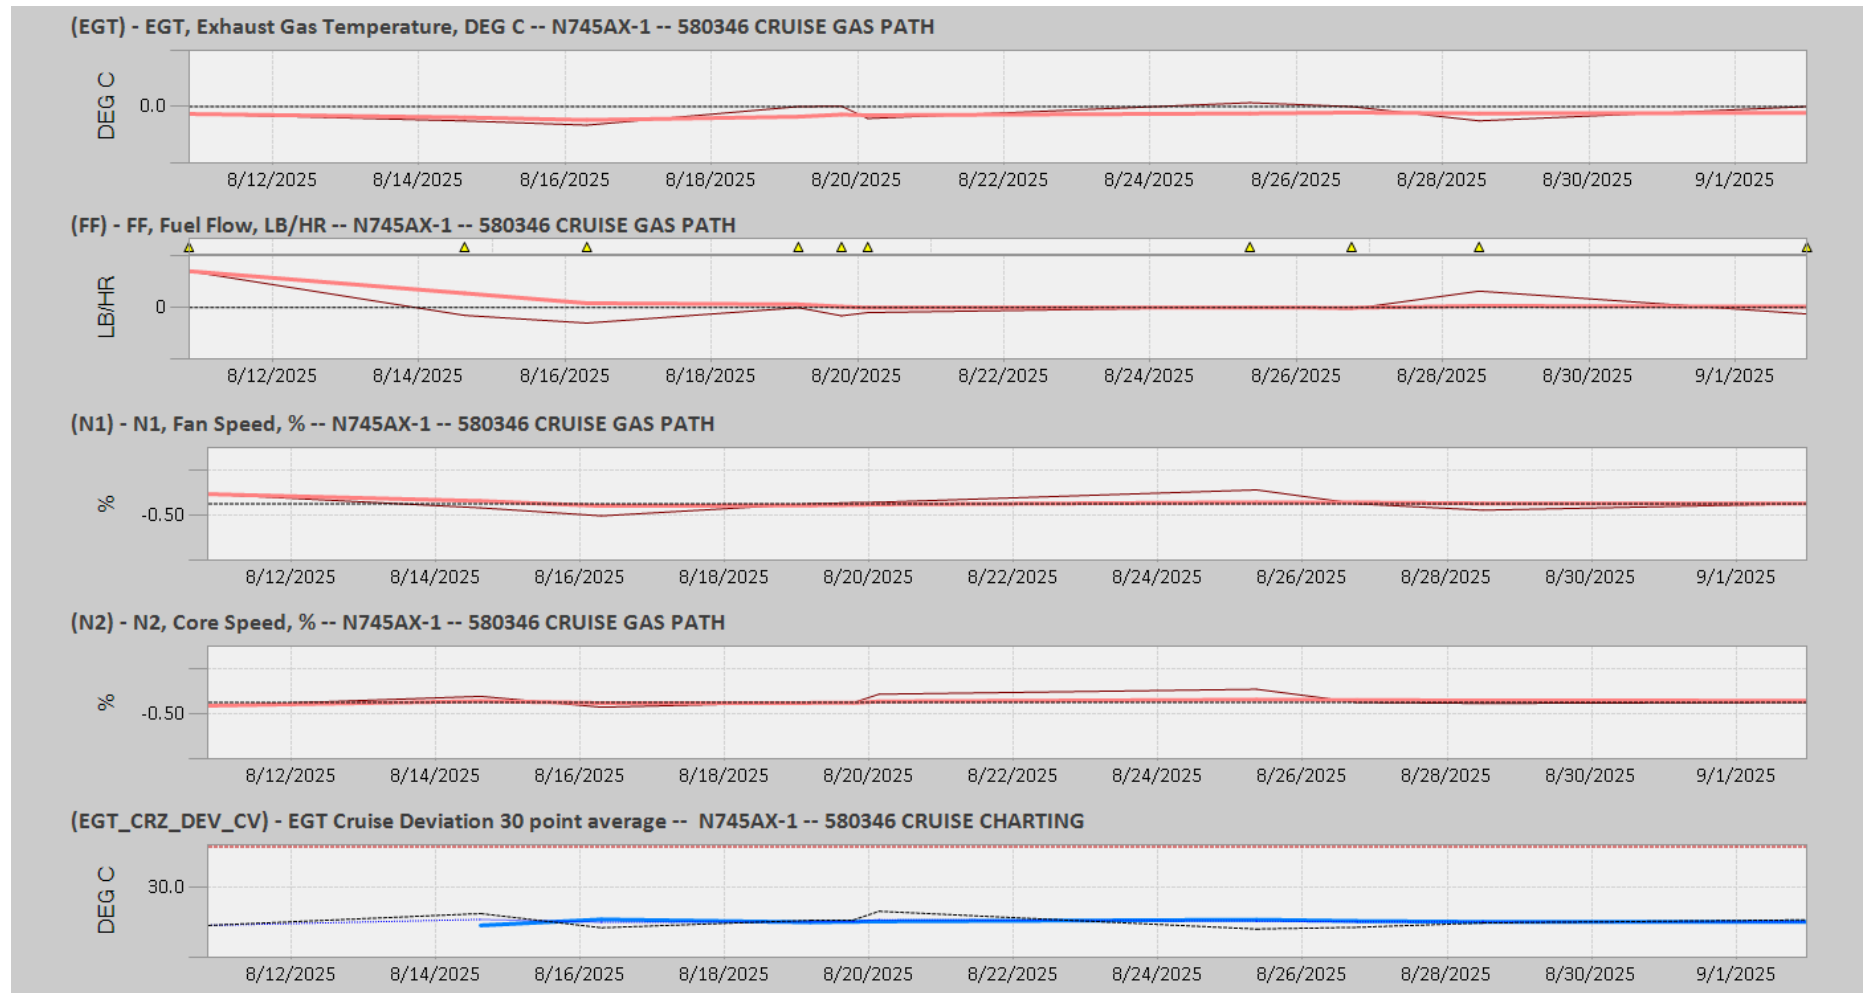 (EGT) - EGT, Exhaust Gas Temperature, DEG C -- N745AX-1 -- 580346 CRUISE GAS PATH
DEG C
0.0
8/12/2025 8/14/2025 8/16/2025 8/18/2025 8/20/2025 8/22/2025 8/24/2025 8/26/2025 8/28/2025 8/30/2025 9/1/2025
(FF) - FF, Fuel Flow, LB/HR -- N745AX-1 -- 580346 CRUISE GAS PATH
LB/HR
0
8/12/2025 8/14/2025 8/16/2025 8/18/2025 8/20/2025 8/22/2025 8/24/2025 8/26/2025 8/28/2025 8/30/2025 9/1/2025
(N1) - N1, Fan Speed, % -- N745AX-1 -- 580346 CRUISE GAS PATH
%
-0.50
8/12/2025 8/14/2025 8/16/2025 8/18/2025 8/20/2025 8/22/2025 8/24/2025 8/26/2025 8/28/2025 8/30/2025 9/1/2025
(N2) - N2, Core Speed, % -- N745AX-1 -- 580346 CRUISE GAS PATH
%
-0.50
8/12/2025 8/14/2025 8/16/2025 8/18/2025 8/20/2025 8/22/2025 8/24/2025 8/26/2025 8/28/2025 8/30/2025 9/1/2025
(EGT_CRZ_DEV_CV) - EGT Cruise Deviation 30 point average -- N745AX-1 -- 580346 CRUISE CHARTING
DEG C
30.0
8/12/2025 8/14/2025 8/16/2025 8/18/2025 8/20/2025 8/22/2025 8/24/2025 8/26/2025 8/28/2025 8/30/2025 9/1/2025